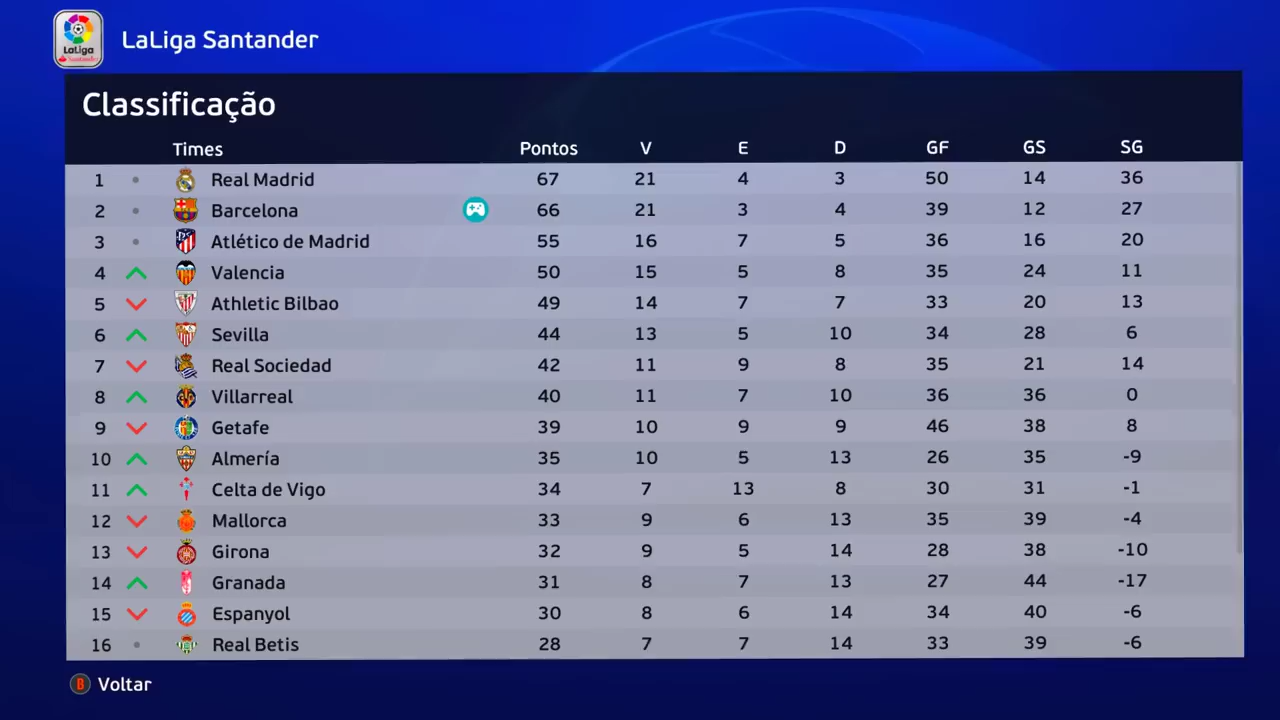 LaLiga Santander
LaLiga
Santander
Classificação
Times Pontos V E D GF GS SG
1 Real Madrid 67 21 4 3 50 14 36
2 Barcelona 66 21 3 4 39 12 27
3 Atlético de Madrid 55 16 7 5 36 16 20
4 Valencia 50 15 5 8 35 24 11
5 Athletic Bilbao 49 14 7 7 33 20 13
6 Sevilla 44 13 5 10 34 28 6
7 Real Sociedad 42 11 9 8 35 21 14
8 Villarreal 40 11 7 10 36 36 0
9 Getafe 39 10 9 9 46 38 8
10 Almería 35 10 5 13 26 35 -9
11 Celta de Vigo 34 7 13 8 30 31 -1
12 Mallorca 33 9 6 13 35 39 -4
13 Girona 32 9 5 14 28 38 -10
14 Granada 31 8 7 13 27 44 -17
15 Espanyol 30 8 6 14 34 40 -6
16 Real Betis 28 7 7 14 33 39 -6
B Voltar